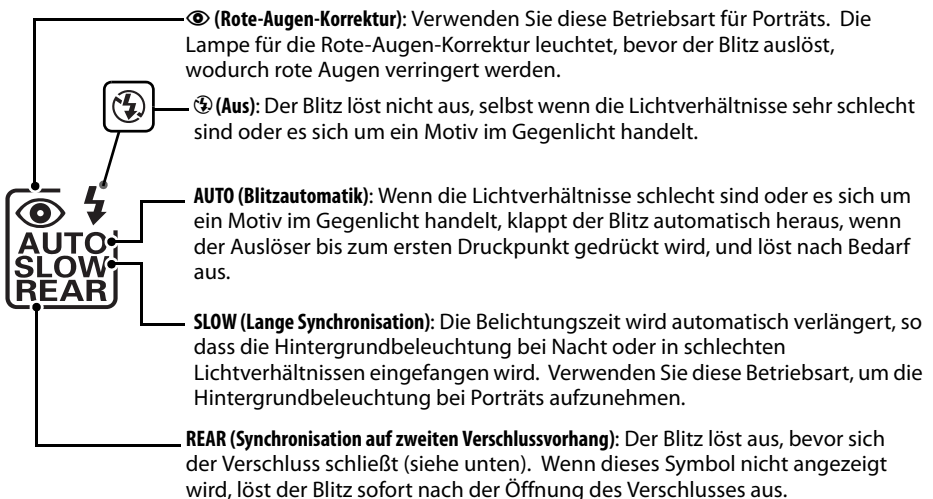 (Rote-Augen-Korrektur): Verwenden Sie diese Betriebsart für Porträts. Die
Lampe für die Rote-Augen-Korrektur leuchtet, bevor der Blitz auslöst,
wodurch rote Augen verringert werden.
(Aus): Der Blitz löst nicht aus, selbst wenn die Lichtverhältnisse sehr schlecht
sind oder es sich um ein Motiv im Gegenlicht handelt.
AUTO (Blitzautomatik): Wenn die Lichtverhältnisse schlecht sind oder es sich um
ein Motiv im Gegenlicht handelt, klappt der Blitz automatisch heraus, wenn
der Auslöser bis zum ersten Druckpunkt gedrückt wird, und löst nach Bedarf
aus.
AUTO
SLOW
REAR
SLOW (Lange Synchronisation): Die Belichtungszeit wird automatisch verlängert, so
dass die Hintergrundbeleuchtung bei Nacht oder in schlechten
Lichtverhältnissen eingefangen wird. Verwenden Sie diese Betriebsart, um die
Hintergrundbeleuchtung bei Porträts aufzunehmen.
REAR (Synchronisation auf zweiten Verschlussvorhang): Der Blitz löst aus, bevor sich
der Verschluss schließt (siehe unten). Wenn dieses Symbol nicht angezeigt
wird, löst der Blitz sofort nach der Öffnung des Verschlusses aus.